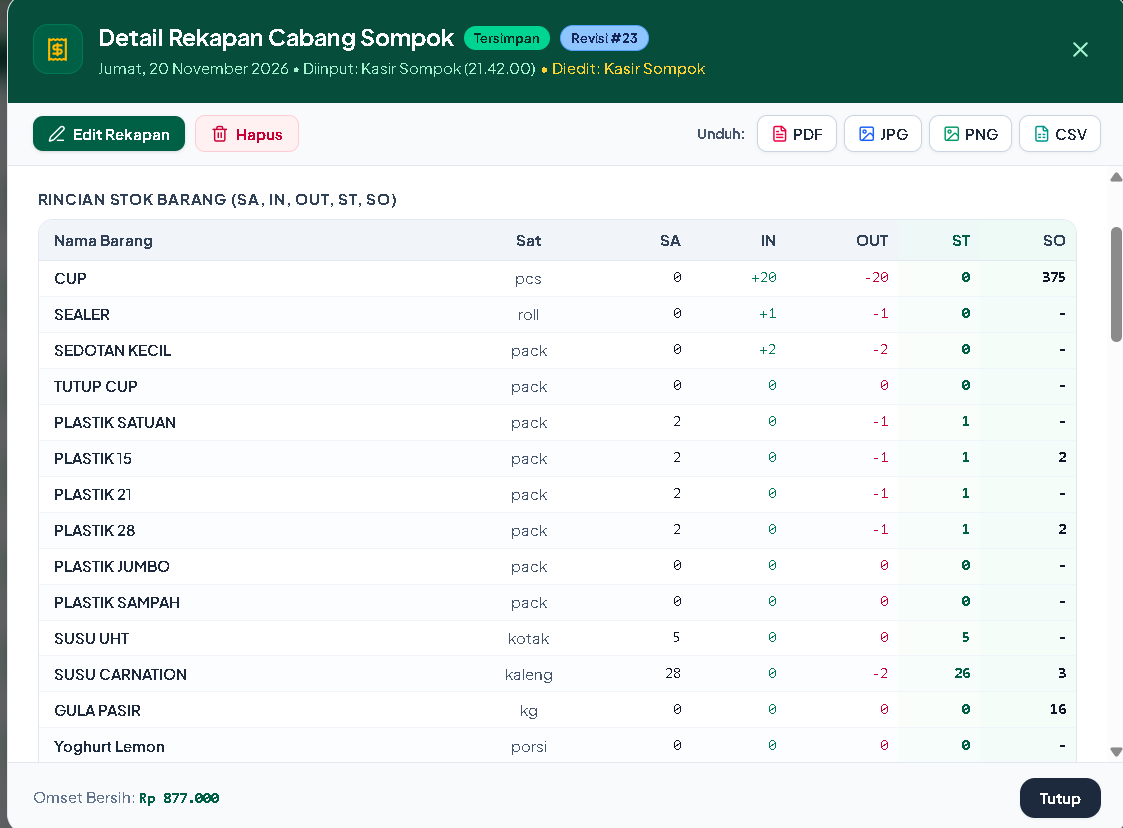 Detail Rekapan Cabang Sompok Tersimpan Revisi #23
Jumat, 20 November 2026 • Diinput: Kasir Sompok (21.42.00) • Diedit: Kasir Sompok
Edit Rekapan Hapus Unduh: PDF JPG PNG CSV
RINCIAN STOK BARANG (SA, IN, OUT, ST, SO)
Nama Barang Sat SA IN OUT ST SO
CUP pcs 0 +20 -20 0 375
SEALER roll 0 +1 -1 0 -
SEDOTAN KECIL pack 0 +2 -2 0 -
TUTUP CUP pack 0 0 0 0 -
PLASTIK SATUAN pack 2 0 -1 1 -
PLASTIK 15 pack 2 0 -1 1 2
PLASTIK 21 pack 2 0 -1 1 -
PLASTIK 28 pack 2 0 -1 1 2
PLASTIK JUMBO pack 0 0 0 0 -
PLASTIK SAMPAH pack 0 0 0 0 -
SUSU UHT kotak 5 0 0 5 -
SUSU CARNATION kaleng 28 0 -2 26 3
GULA PASIR kg 0 0 0 0 16
Yoghurt Lemon porsi 0 0 0 0 -
Omset Bersih: Rp 877.000 Tutup